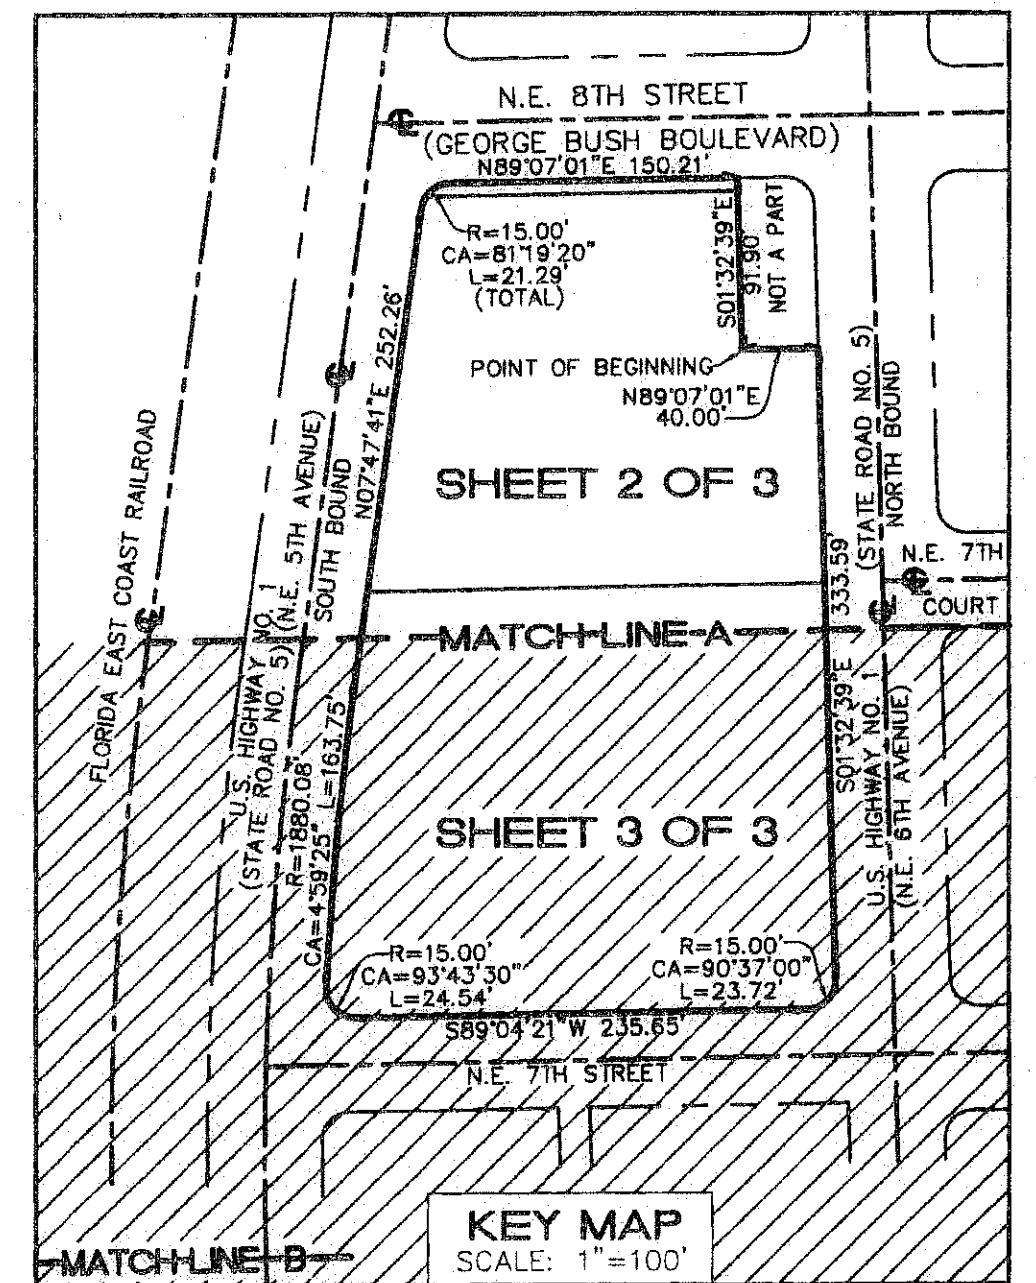 N.E. 8TH STREET
(GEORGE BUSH BOULEVARD)
N89°07'01"E 150.21'
R=15.00'
CA=81°19'20"
L=21.29'
(TOTAL)
S01°32'39"E
91.90'
NOT A PART
POINT OF BEGINNING
N89°07'01"E
40.00'
N07°47'41"E 252.26'
SHEET 2 OF 3
FLORIDA EAST COAST RAILROAD
U.S. HIGHWAY NO. 1
(STATE ROAD NO. 5) (N.E. 5TH AVENUE)
SOUTH BOUND
(STATE ROAD NO. 5)
NORTH BOUND
N.E. 7TH
COURT
MATCH-LINE-A
S01°32'39"E 333.59'
U.S. HIGHWAY NO. 1
(N.E. 6TH AVENUE)
R=1880.08'
CA=4°59'25" L=163.75'
SHEET 3 OF 3
R=15.00'
CA=93°43'30"
L=24.54'
R=15.00'
CA=90°37'00"
L=23.72'
S89°04'21"W 235.65'
N.E. 7TH STREET
KEY MAP
SCALE: 1"=100'
MATCH-LINE-B